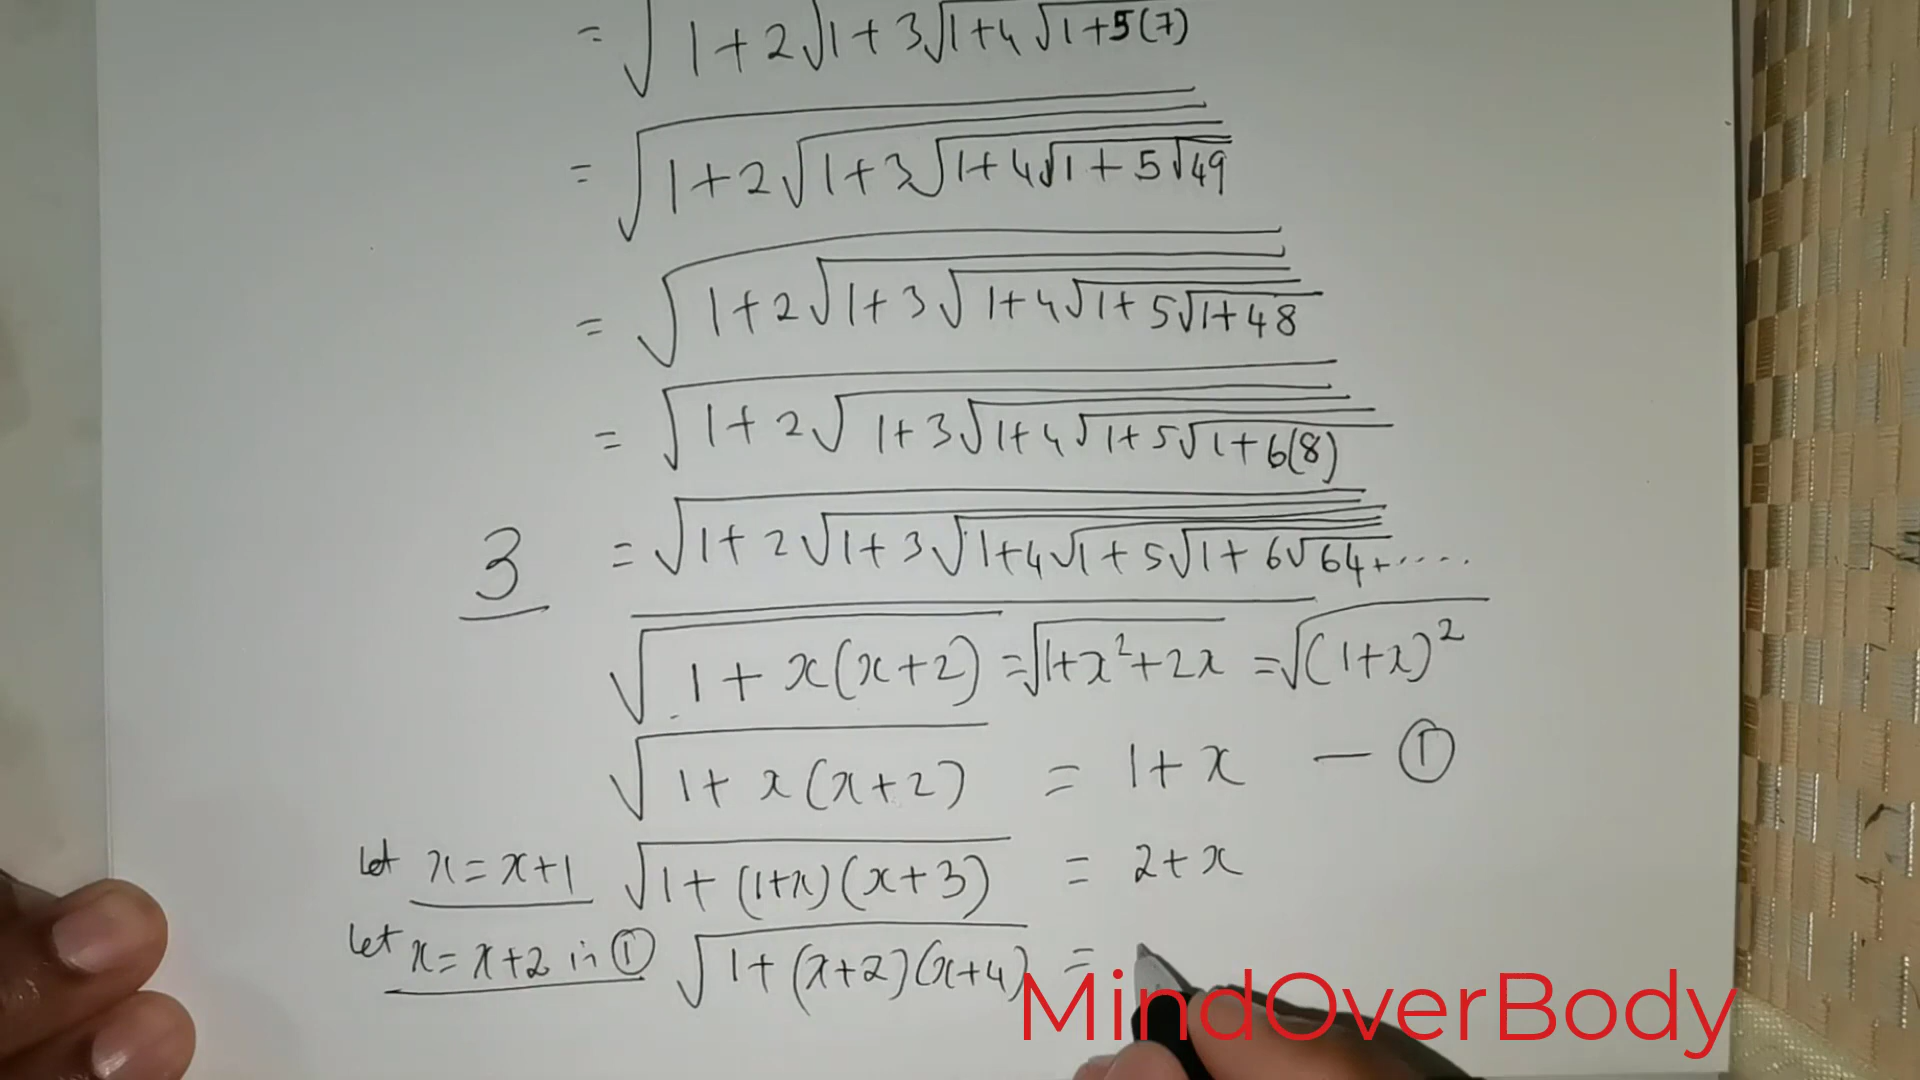 = √1+2√1+3√1+4√1+5(7)
= √1+2√1+3√1+4√1+5√49
= √1+2√1+3√1+4√1+5√1+48
= √1+2√1+3√1+4√1+5√1+6(8)
3 = √1+2√1+3√1+4√1+5√1+6√64+.....
√1+x(x+2) = √1+x²+2x = √(1+x)²
√1+x(x+2) = 1+x — ①
let x=x+1 √1+(1+x)(x+3) = 2+x
let x=x+2 in ① √1+(x+2)(x+4) =
MindOverBody